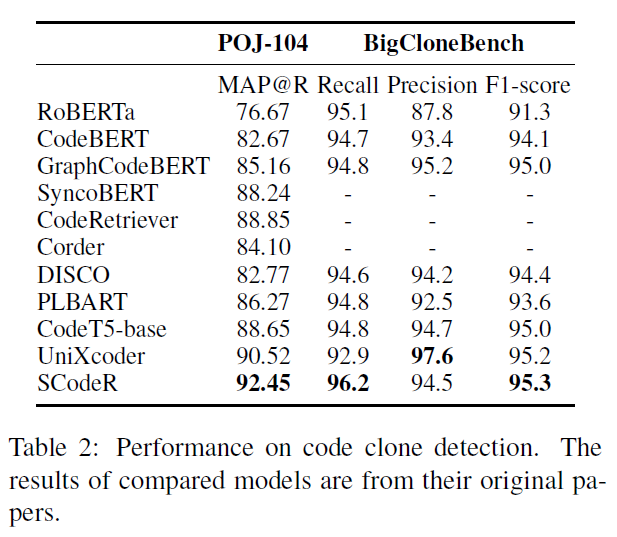 POJ-104 BigCloneBench
MAP@R Recall Precision F1-score
RoBERTa 76.67 95.1 87.8 91.3
CodeBERT 82.67 94.7 93.4 94.1
GraphCodeBERT 85.16 94.8 95.2 95.0
SyncoBERT 88.24 - - -
CodeRetriever 88.85 - - -
Corder 84.10 - - -
DISCO 82.77 94.6 94.2 94.4
PLBART 86.27 94.8 92.5 93.6
CodeT5-base 88.65 94.8 94.7 95.0
UniXcoder 90.52 92.9 97.6 95.2
SCodeR 92.45 96.2 94.5 95.3
Table 2: Performance on code clone detection. The
results of compared models are from their original pa-
pers.